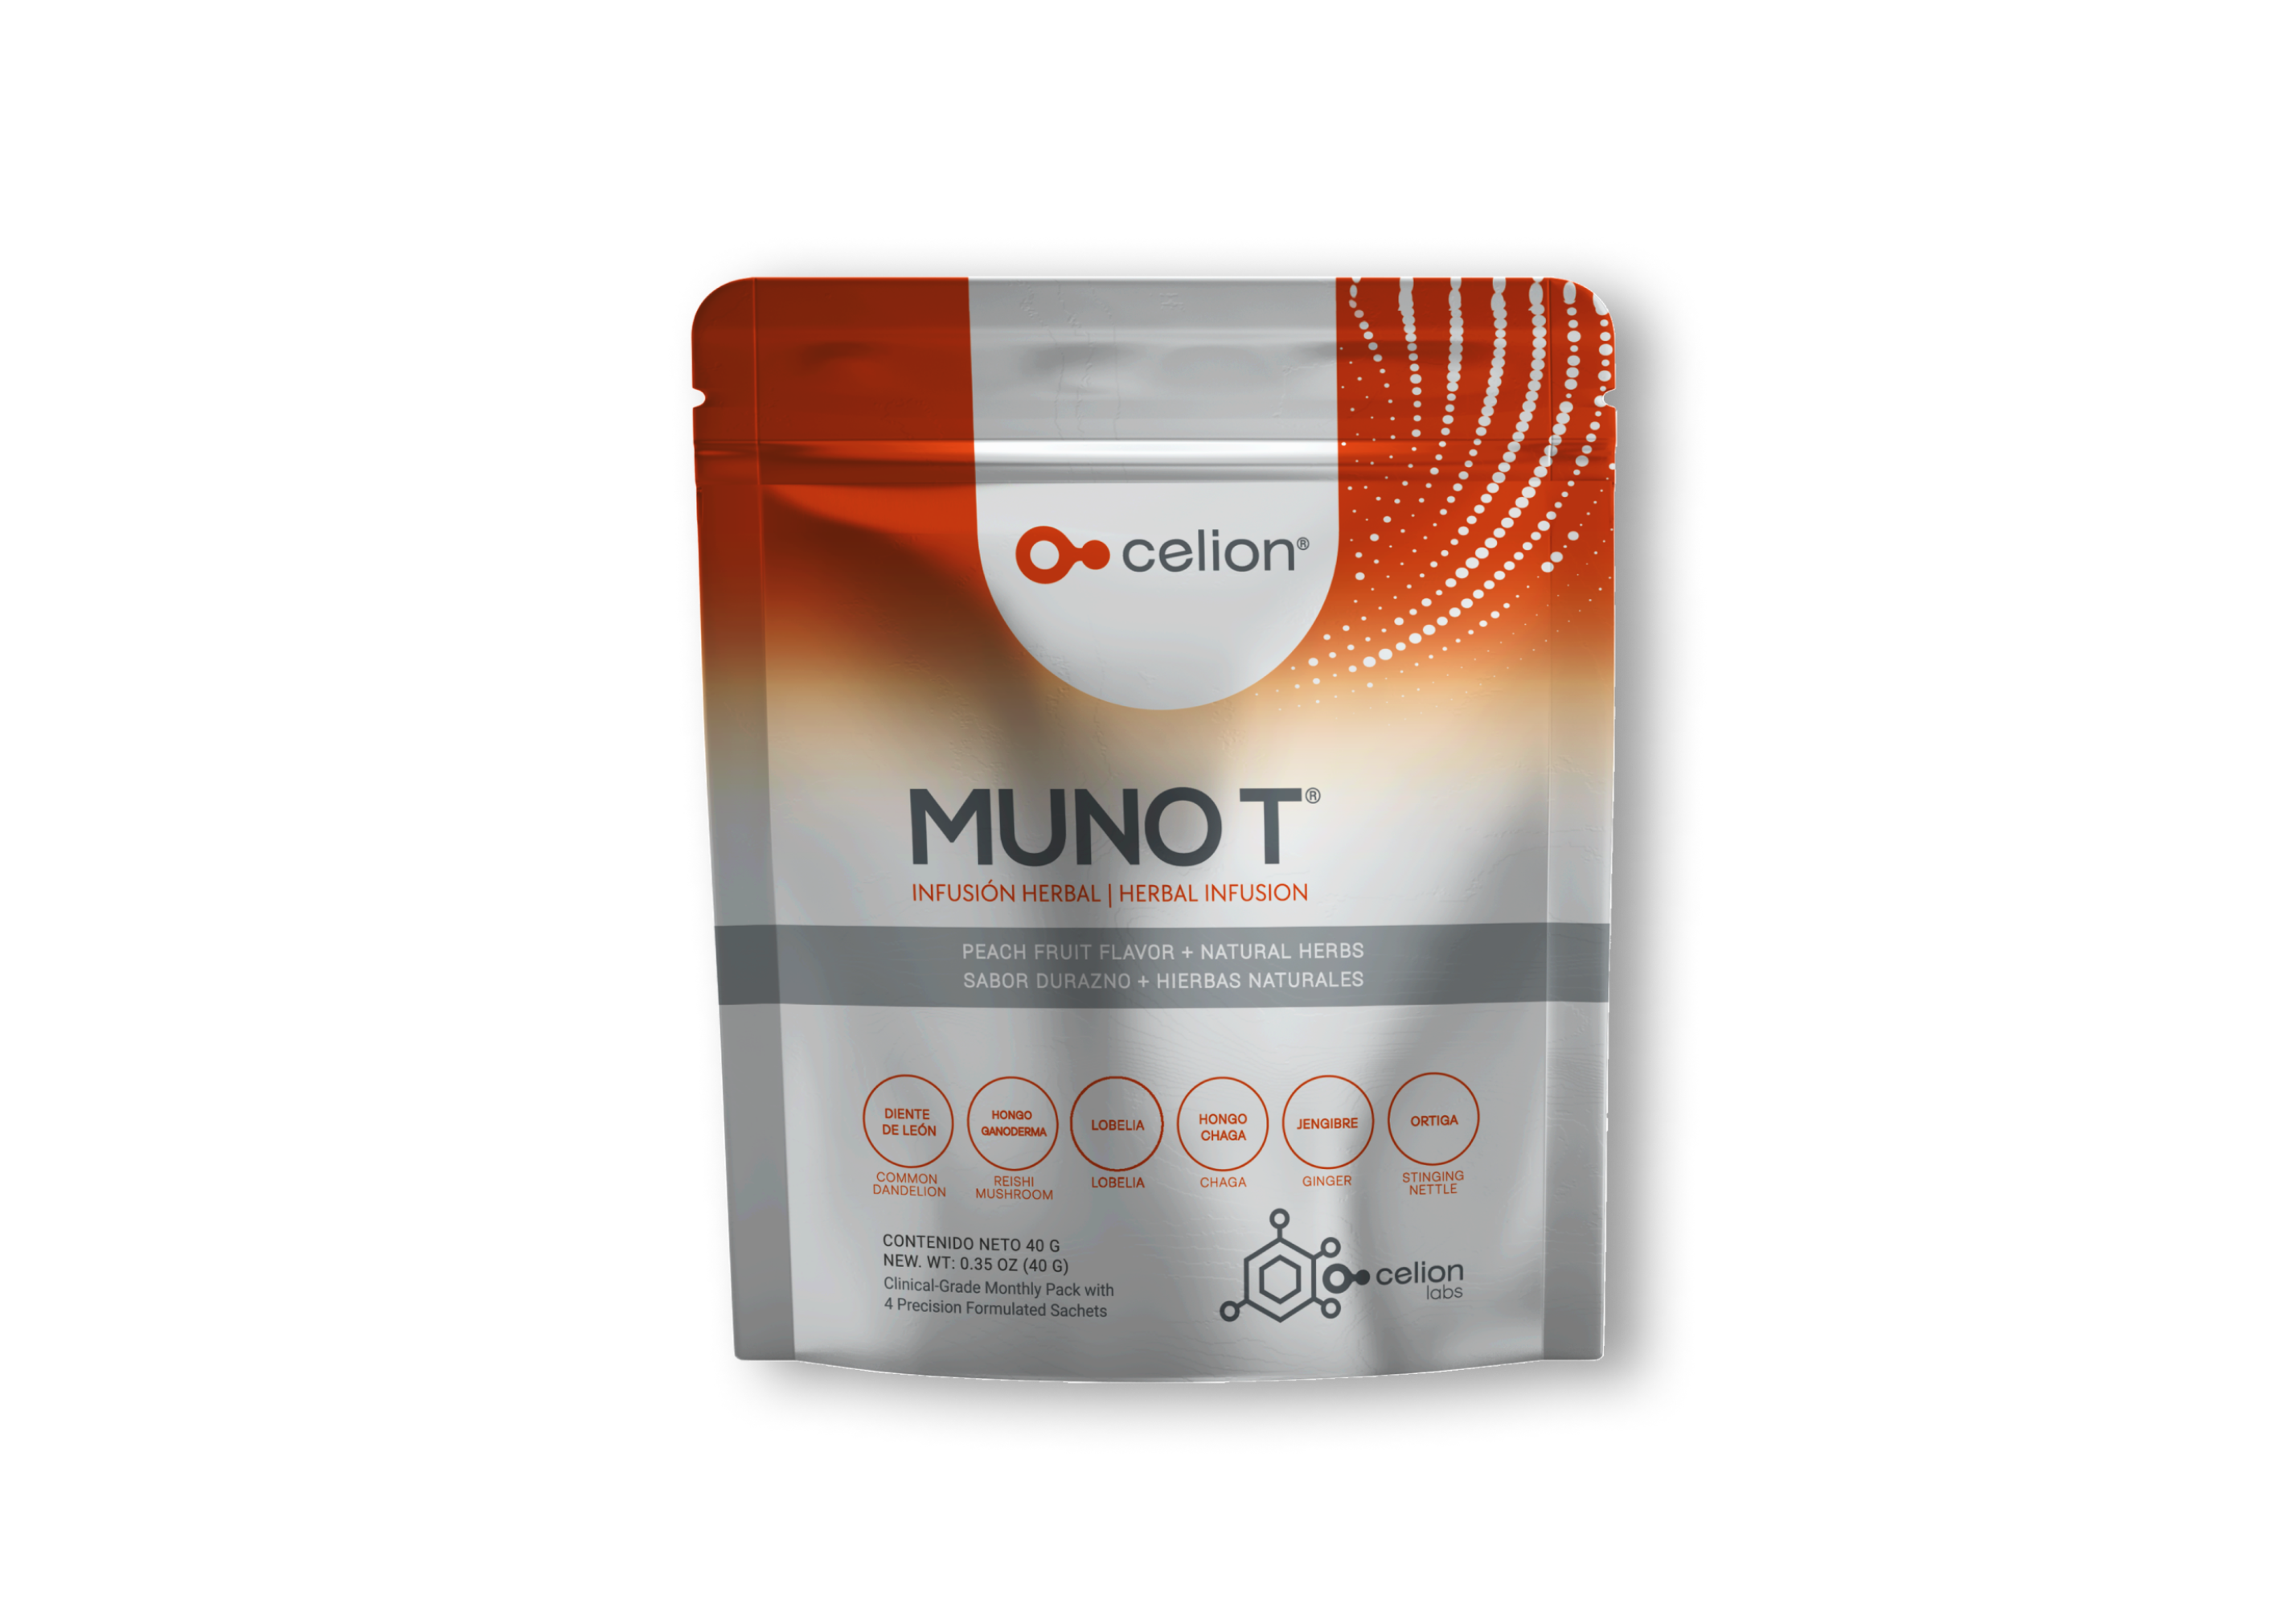 celion®
MUNO T®
INFUSIÓN HERBAL | HERBAL INFUSION
PEACH FRUIT FLAVOR + NATURAL HERBS
SABOR DURAZNO + HIERBAS NATURALES
DIENTE
DE LEÓN
COMMON
DANDELION
HONGO
GANODERMA
REISHI
MUSHROOM
LOBELIA
LOBELIA
HONGO
CHAGA
CHAGA
JENGIBRE
GINGER
ORTIGA
STINGING
NETTLE
CONTENIDO NETO 40 G
NEW. WT: 0.35 OZ (40 G)
Clinical-Grade Monthly Pack with
4 Precision Formulated Sachets
celion
labs